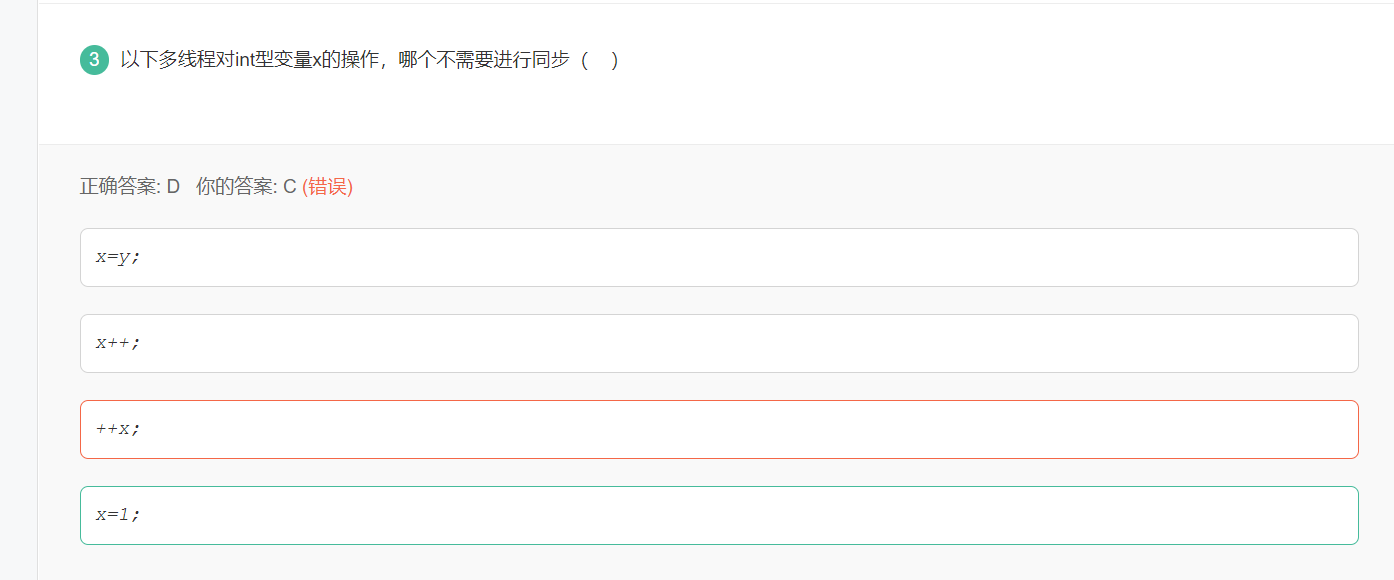 3 以下多线程对int型变量x的操作，哪个不需要进行同步（　）
正确答案: D 你的答案: C (错误)
x=y;
x++;
++x;
x=1;